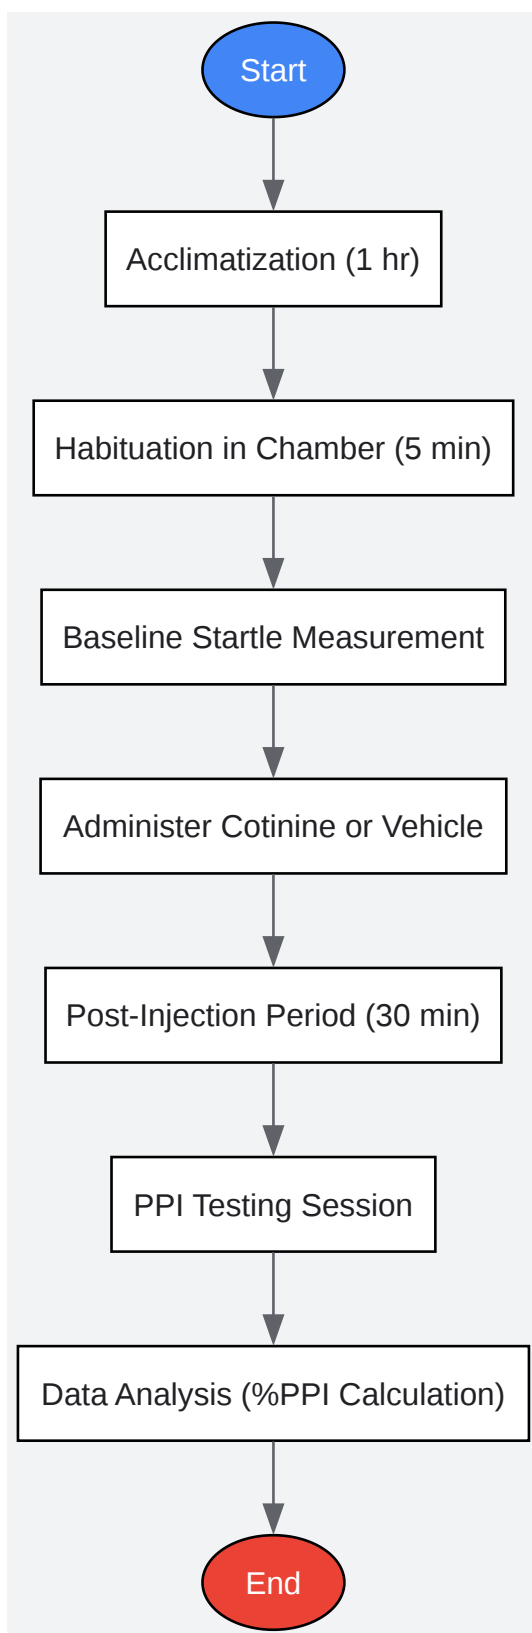 Start
Acclimatization (1 hr)
Habituation in Chamber (5 min)
Baseline Startle Measurement
Administer Cotinine or Vehicle
Post-Injection Period (30 min)
PPI Testing Session
Data Analysis (%PPI Calculation)
End